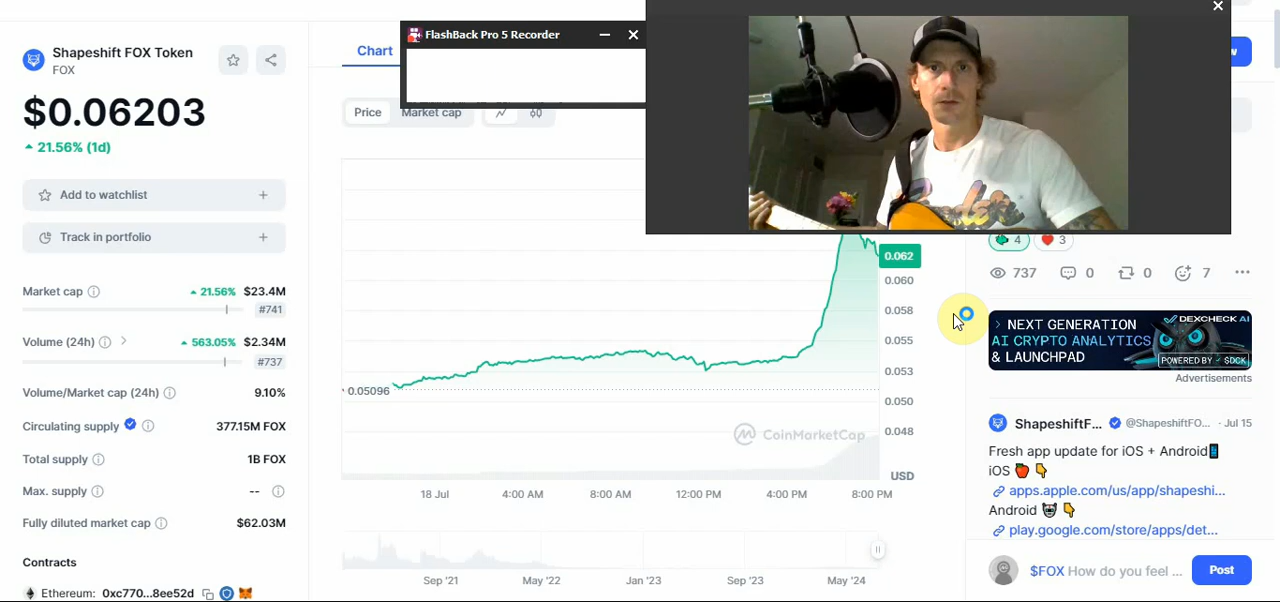 Shapeshift FOX Token
FOX
$0.06203
21.56% (1d)
Add to watchlist
Track in portfolio
Market cap
21.56% $23.4M
#741
Volume (24h)
563.05% $2.34M
#737
Volume/Market cap (24h)
9.10%
Circulating supply
377.15M FOX
Total supply
1B FOX
Max. supply
--
Fully diluted market cap
$62.03M
Contracts
Ethereum: 0xc770...8ee52d
Chart
FlashBack Pro 5 Recorder
Price
Market cap
0.062
0.060
0.058
0.055
0.053
0.050
0.048
0.05096
CoinMarketCap
USD
18 Jul
4:00 AM
8:00 AM
12:00 PM
4:00 PM
8:00 PM
Sep '21
May '22
Jan '23
Sep '23
May '24
4
3
737
0
0
7
> NEXT GENERATION
AI CRYPTO ANALYTICS
& LAUNCHPAD
DEXCHECK AI
POWERED BY $DCK
Advertisements
ShapeshiftF... @ShapeshiftFO... · Jul 15
Fresh app update for iOS + Android
iOS
apps.apple.com/us/app/shapeshi...
Android
play.google.com/store/apps/det...
$FOX How do you feel ...
Post